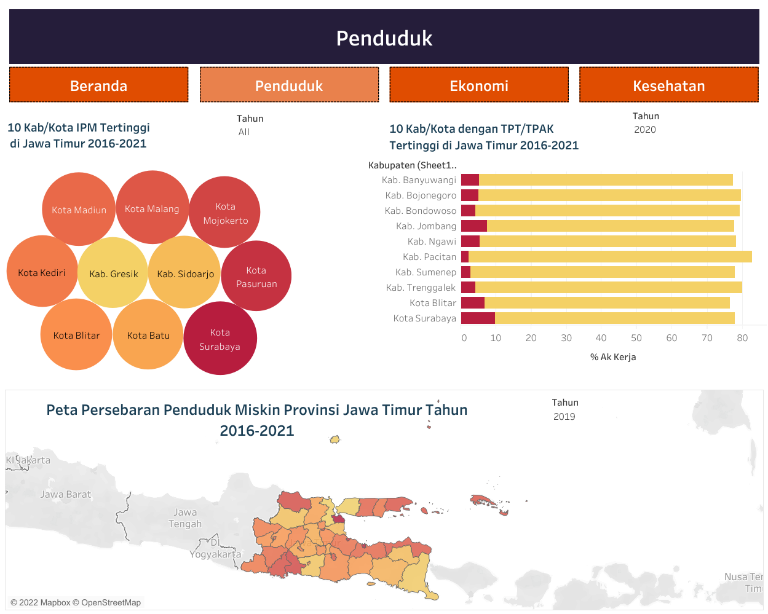 Penduduk
Beranda
Penduduk
Ekonomi
Kesehatan
10 Kab/Kota IPM Tertinggi
di Jawa Timur 2016-2021
Tahun
All
Kota Madiun
Kota Malang
Kota
Mojokerto
Kota Kediri
Kab. Gresik
Kab. Sidoarjo
Kota
Pasuruan
Kota Blitar
Kota Batu
Kota
Surabaya
10 Kab/Kota dengan TPT/TPAK
Tertinggi di Jawa Timur 2016-2021
Tahun
2020
Kabupaten (Sheet1..
Kab. Banyuwangi
Kab. Bojonegoro
Kab. Bondowoso
Kab. Jombang
Kab. Ngawi
Kab. Pacitan
Kab. Sumenep
Kab. Trenggalek
Kota Blitar
Kota Surabaya
0 10 20 30 40 50 60 70 80
% Ak Kerja
Peta Persebaran Penduduk Miskin Provinsi Jawa Timur Tahun
2016-2021
Tahun
2019
Jawa Barat
Jawa
Tengah
DI
Yogyakarta
Nusa Ten
Tim
© 2022 Mapbox © OpenStreetMap